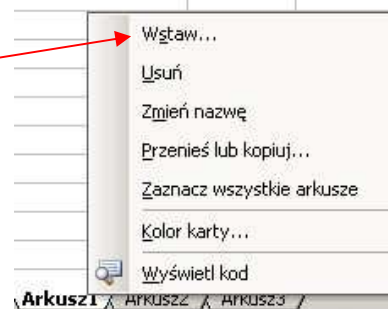 Wstaw...
Usuń
Zmień nazwę
Przenieś lub kopiuj...
Zaznacz wszystkie arkusze
Kolor karty...
Wyświetl kod
Arkusz1 / Arkusz2 / Arkusz3 /